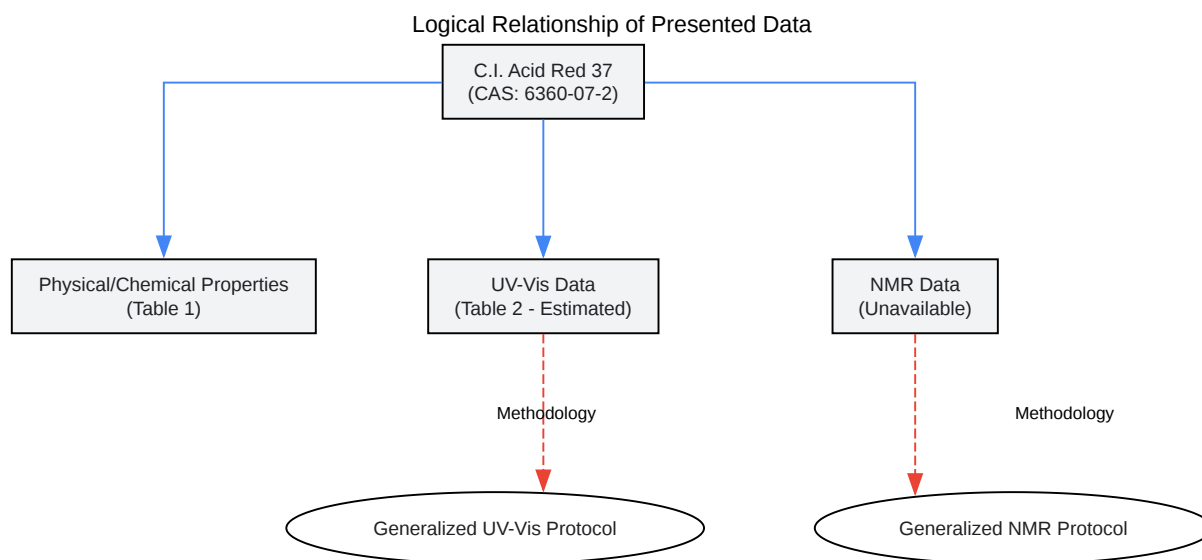 Logical Relationship of Presented Data
C.I. Acid Red 37
(CAS: 6360-07-2)
Physical/Chemical Properties
(Table 1)
UV-Vis Data
(Table 2 - Estimated)
NMR Data
(Unavailable)
Methodology
Methodology
Generalized UV-Vis Protocol
Generalized NMR Protocol